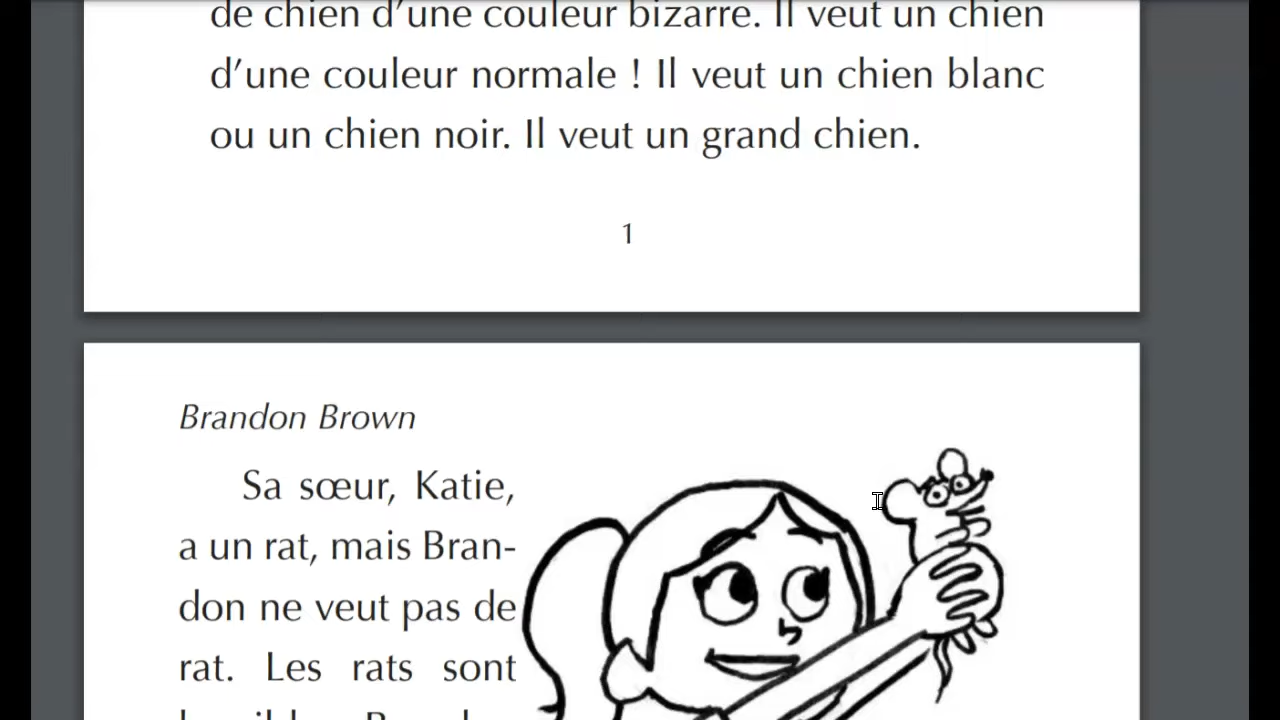 de chien d'une couleur bizarre. Il veut un chien
d'une couleur normale ! Il veut un chien blanc
ou un chien noir. Il veut un grand chien.
1
Brandon Brown
Sa sœur, Katie,
a un rat, mais Bran-
don ne veut pas de
rat. Les rats sont